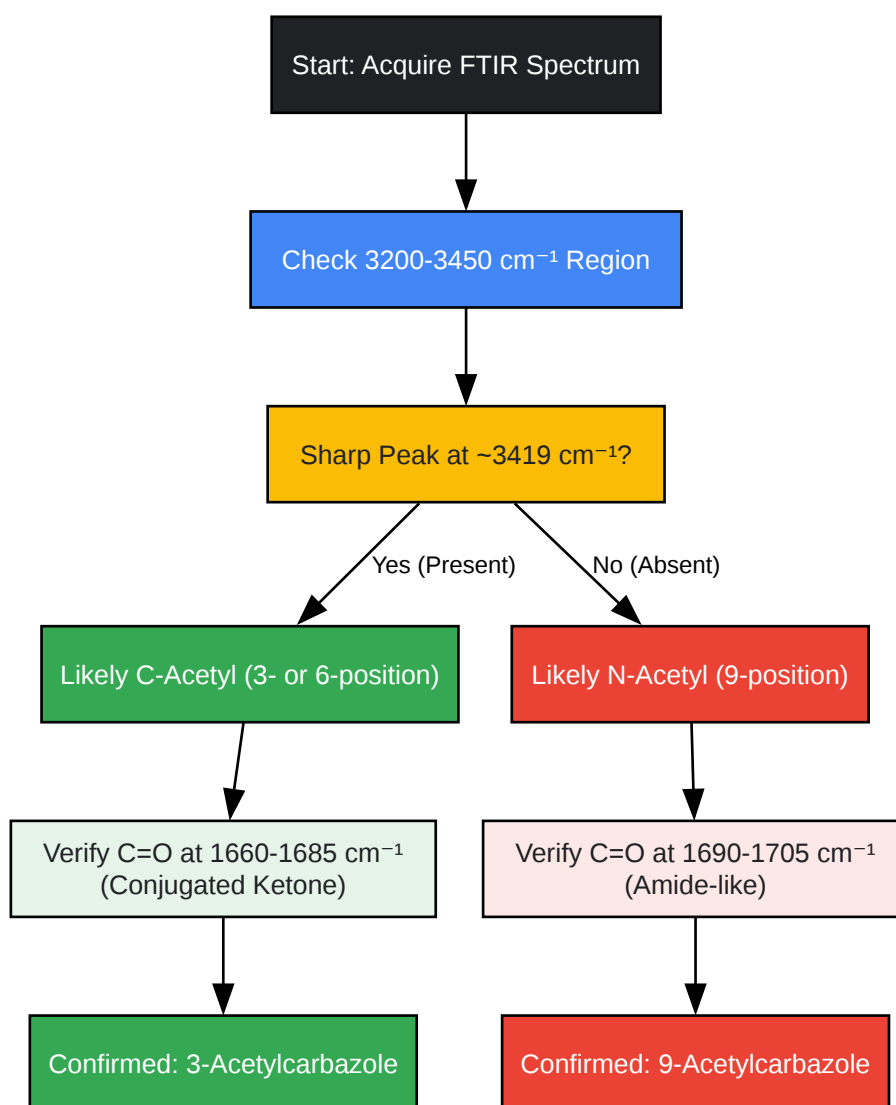 Start: Acquire FTIR Spectrum
Check 3200-3450 cm⁻¹ Region
Sharp Peak at ~3419 cm⁻¹?
Yes (Present)
No (Absent)
Likely C-Acetyl (3- or 6-position)
Likely N-Acetyl (9-position)
Verify C=O at 1660-1685 cm⁻¹
(Conjugated Ketone)
Verify C=O at 1690-1705 cm⁻¹
(Amide-like)
Confirmed: 3-Acetylcarbazole
Confirmed: 9-Acetylcarbazole